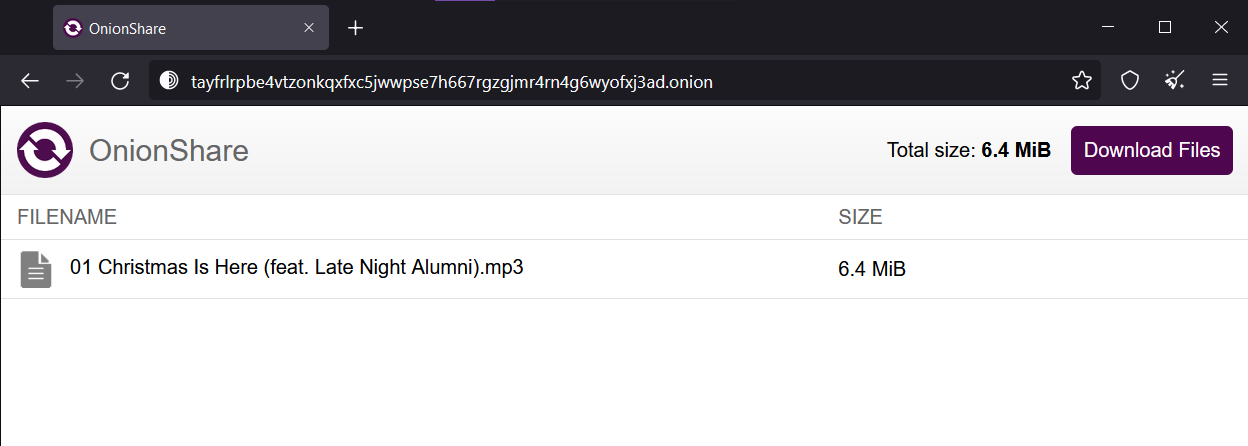 OnionShare
tayfrlrpbe4vtzonkqxfxc5jwwpse7h667rgzgjmr4rn4g6wyofxj3ad.onion
OnionShare Total size: 6.4 MiB Download Files
FILENAME SIZE
01 Christmas Is Here (feat. Late Night Alumni).mp3 6.4 MiB